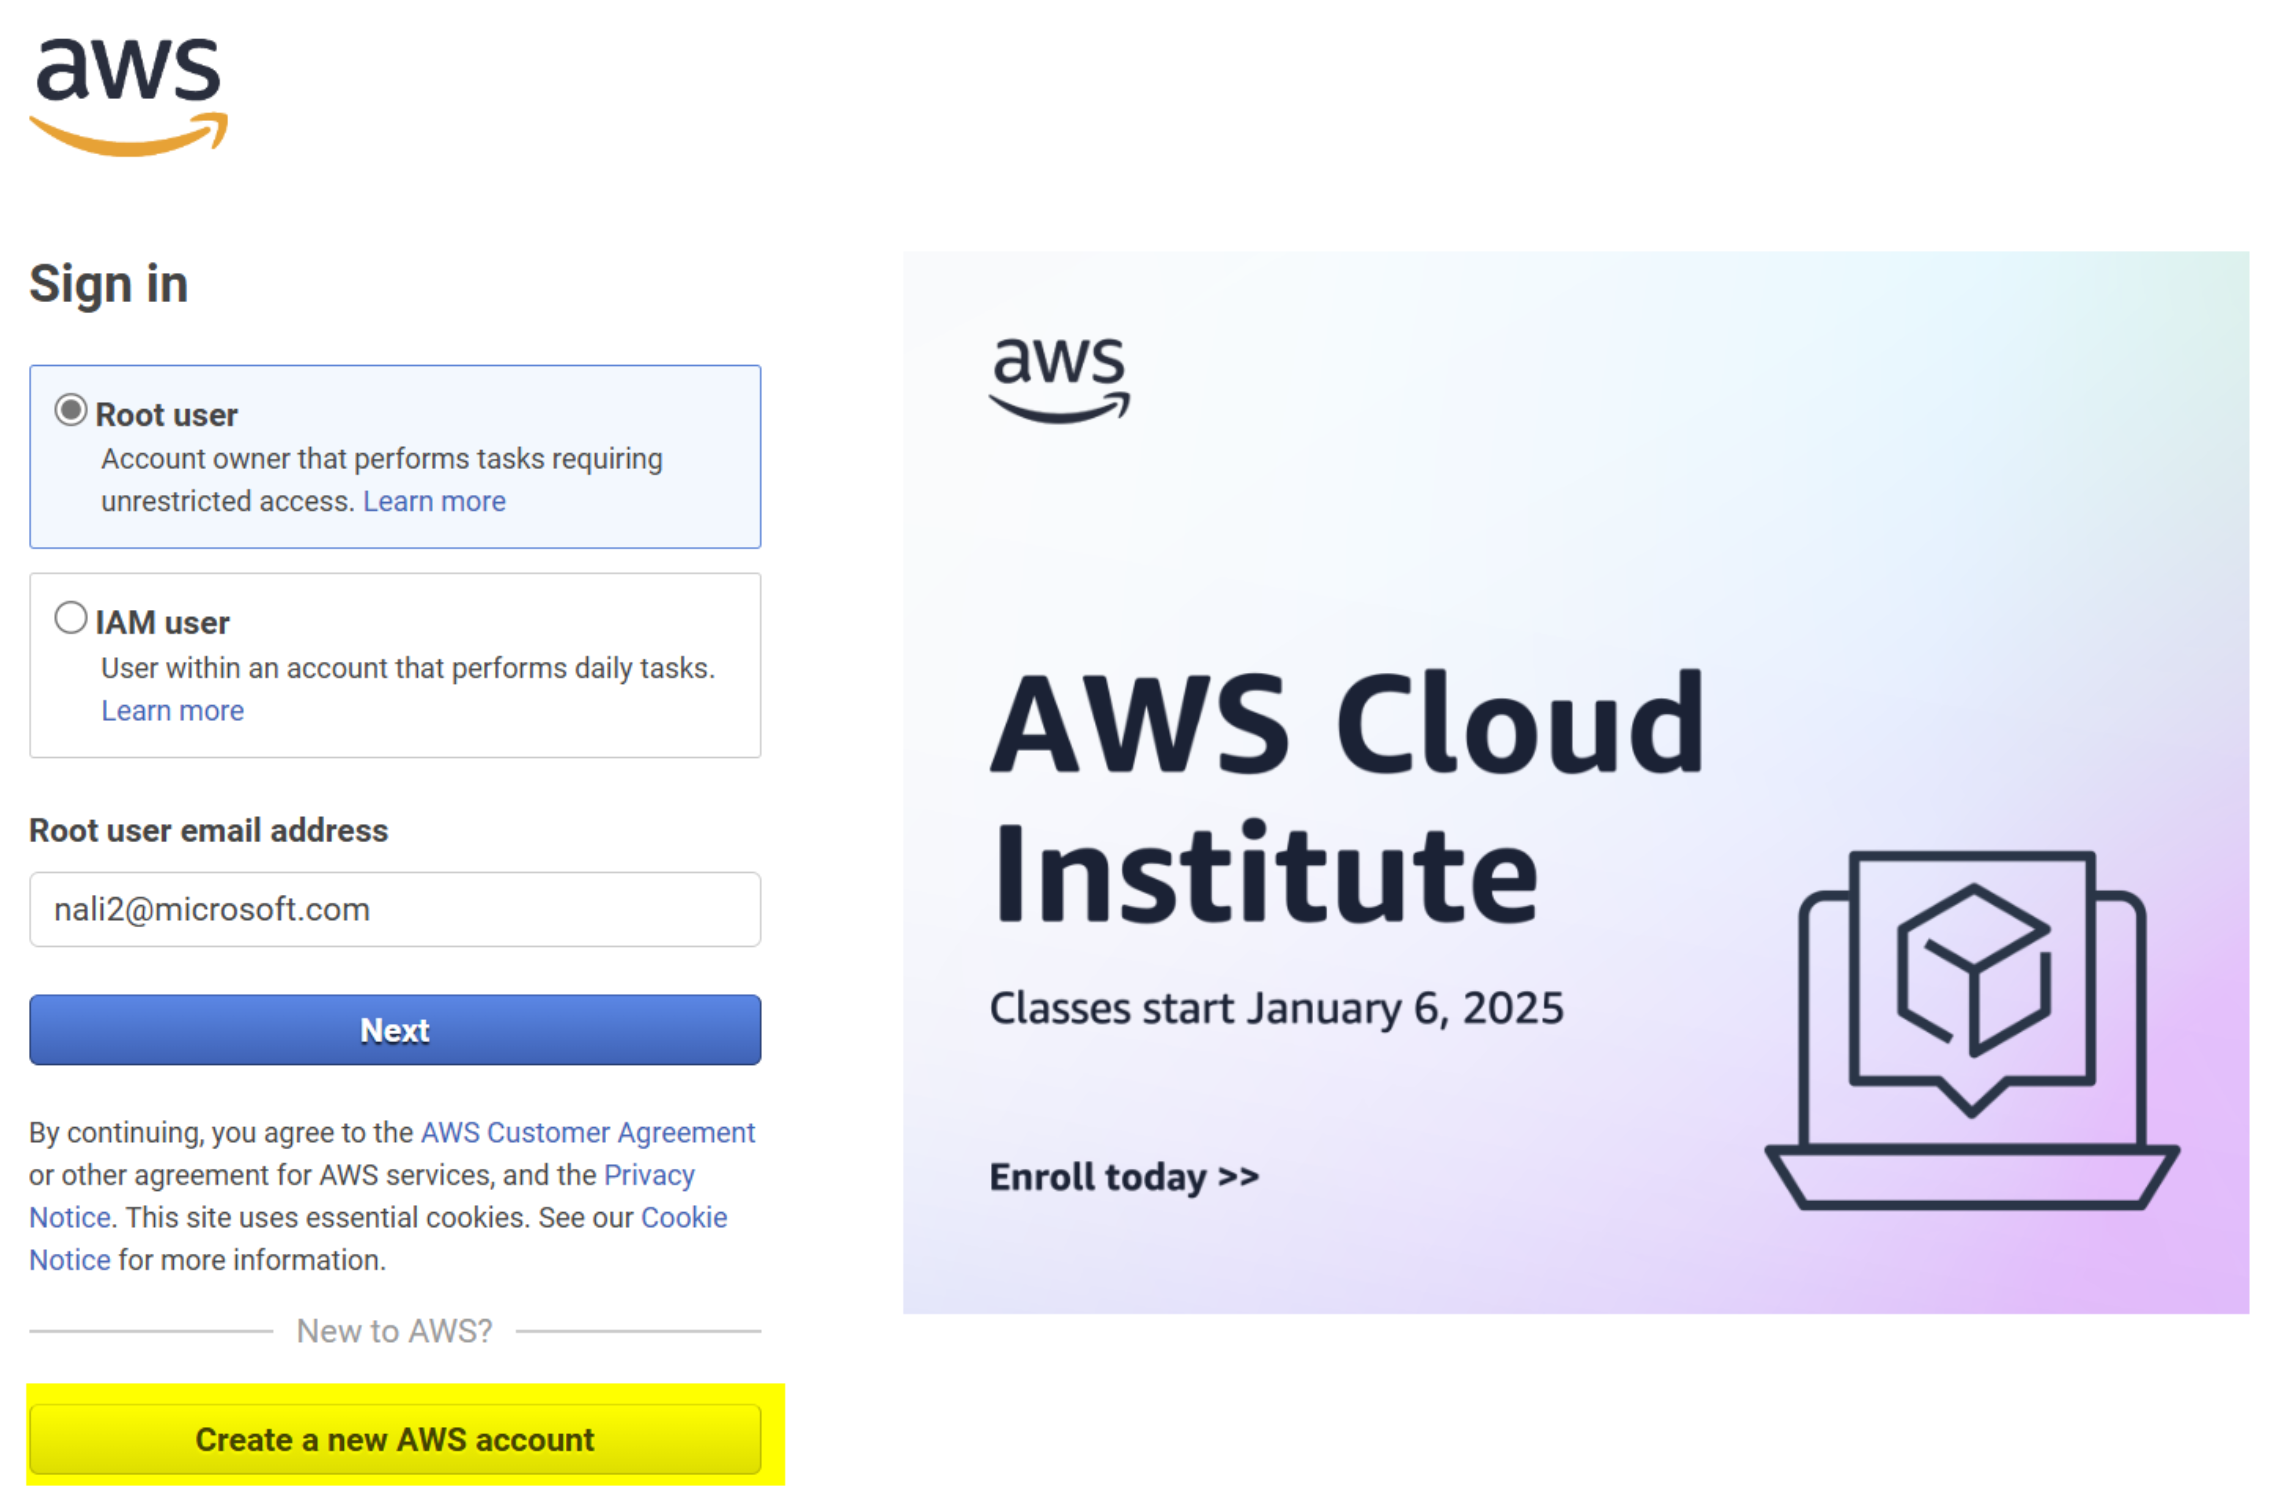 aws
Sign in
Root user
Account owner that performs tasks requiring
unrestricted access. Learn more
IAM user
User within an account that performs daily tasks.
Learn more
Root user email address
nali2@microsoft.com
Next
By continuing, you agree to the AWS Customer Agreement
or other agreement for AWS services, and the Privacy
Notice. This site uses essential cookies. See our Cookie
Notice for more information.
New to AWS?
Create a new AWS account
aws
AWS Cloud
Institute
Classes start January 6, 2025
Enroll today >>